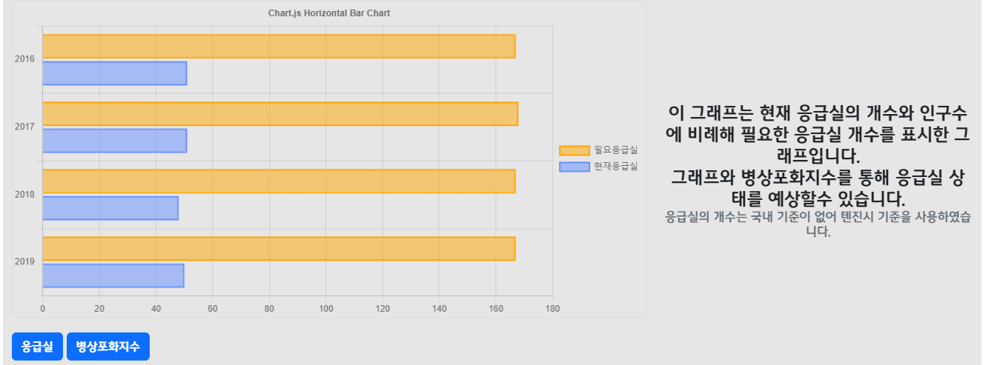 Chart.js Horizontal Bar Chart
2016
2017
2018
2019
0 20 40 60 80 100 120 140 160 180
필요응급실
현재응급실
이 그래프는 현재 응급실의 개수와 인구수
에 비례해 필요한 응급실 개수를 표시한 그
래프입니다.
그래프와 병상포화지수를 통해 응급실 상
태를 예상할수 있습니다.
응급실의 개수는 국내 기준이 없어 톈진시 기준을 사용하였습
니다.
응급실 병상포화지수